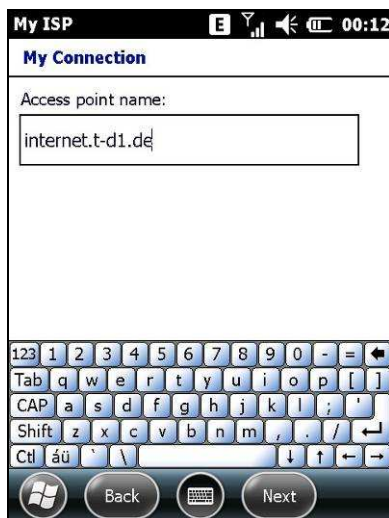 My ISP E 00:12
My Connection
Access point name:
internet.t-d1.de
123 1 2 3 4 5 6 7 8 9 0 - =
Tab q w e r t y u i o p [ ]
CAP a s d f g h j k l ; '
Shift z x c v b n m , . /
Ctl áü ` \
Back Next